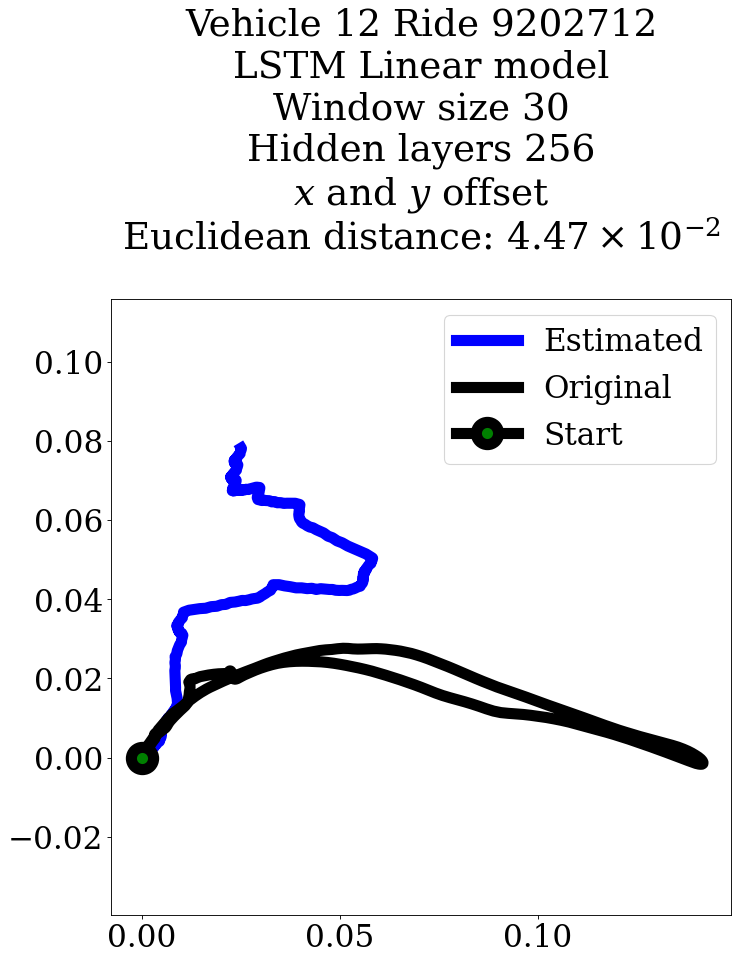 Vehicle 12 Ride 9202712
LSTM Linear model
Window size 30
Hidden layers 256
x and y offset
Euclidean distance: 4.47 × 10⁻²
Estimated
Original
Start
0.10
0.08
0.06
0.04
0.02
0.00
−0.02
0.00 0.05 0.10